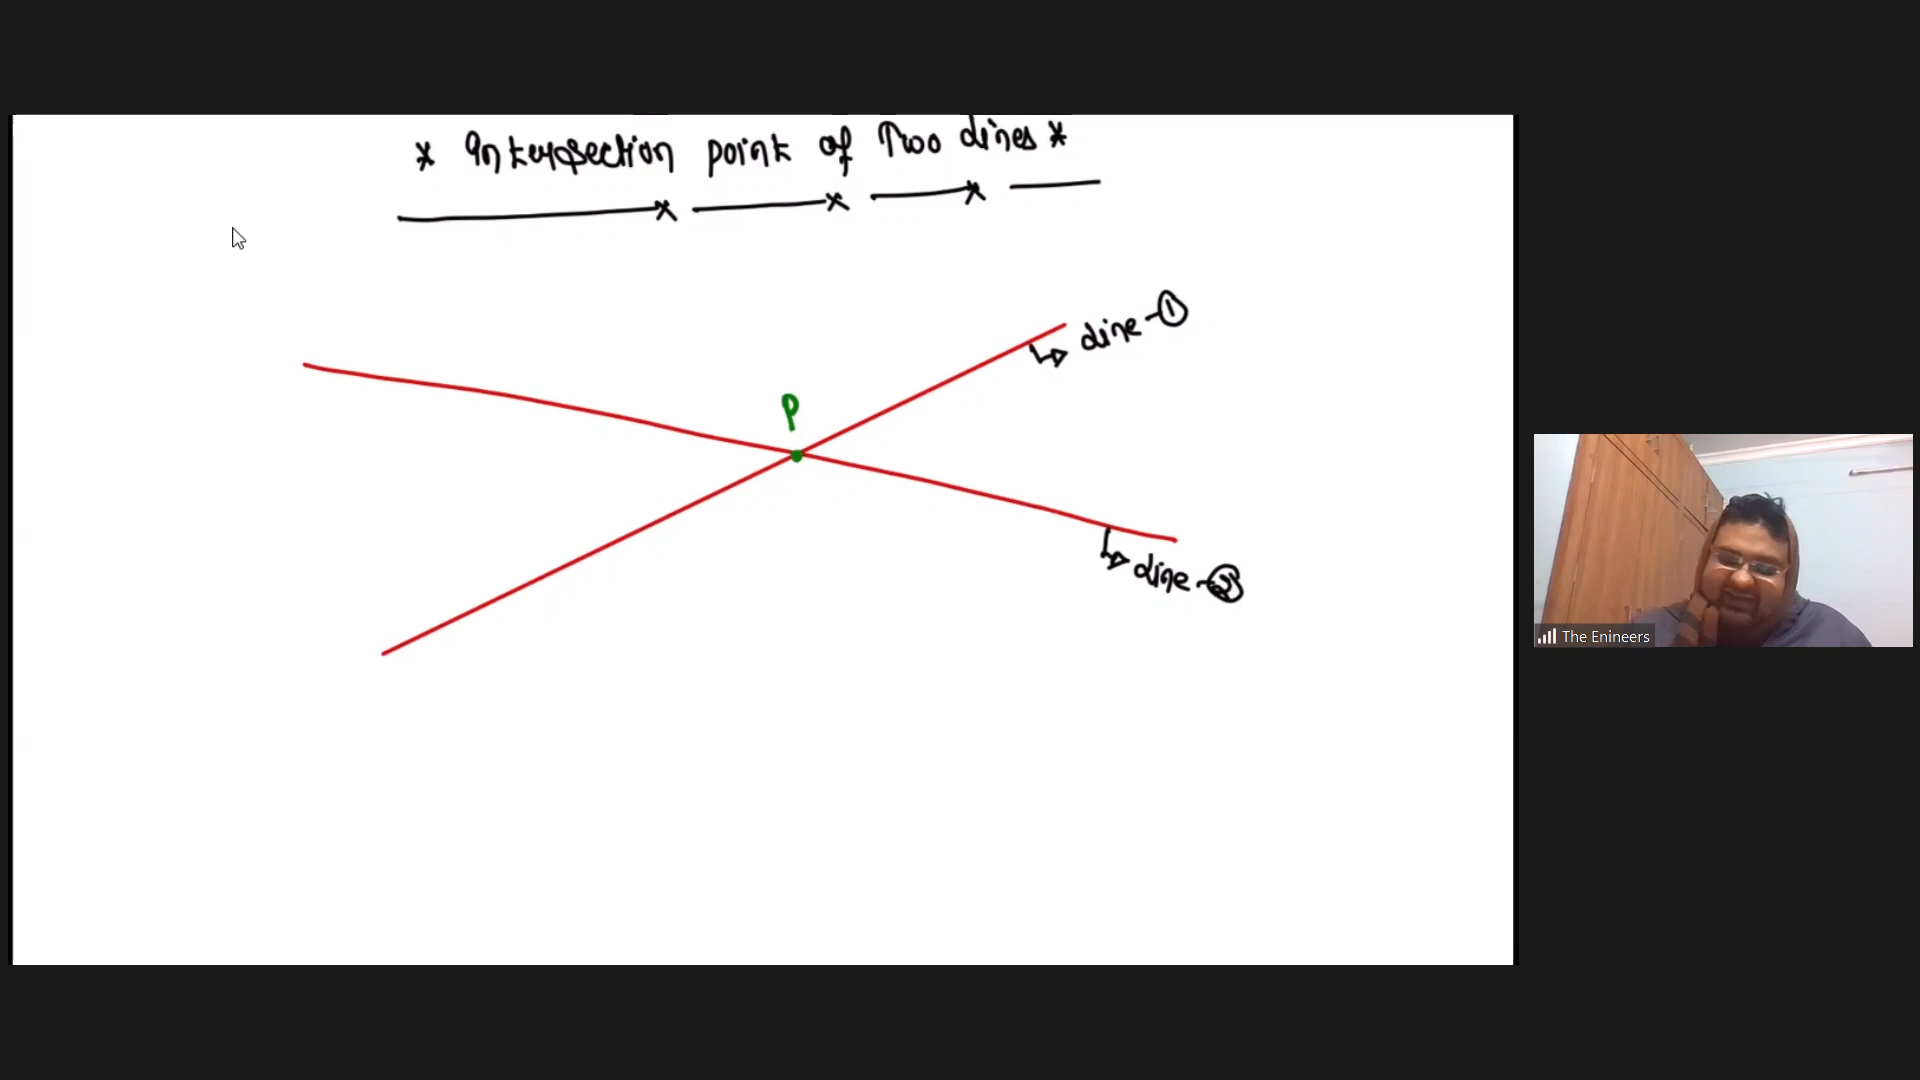 * Intersection point of Two Lines *
Line - ①
P
Line - ②
The Enineers